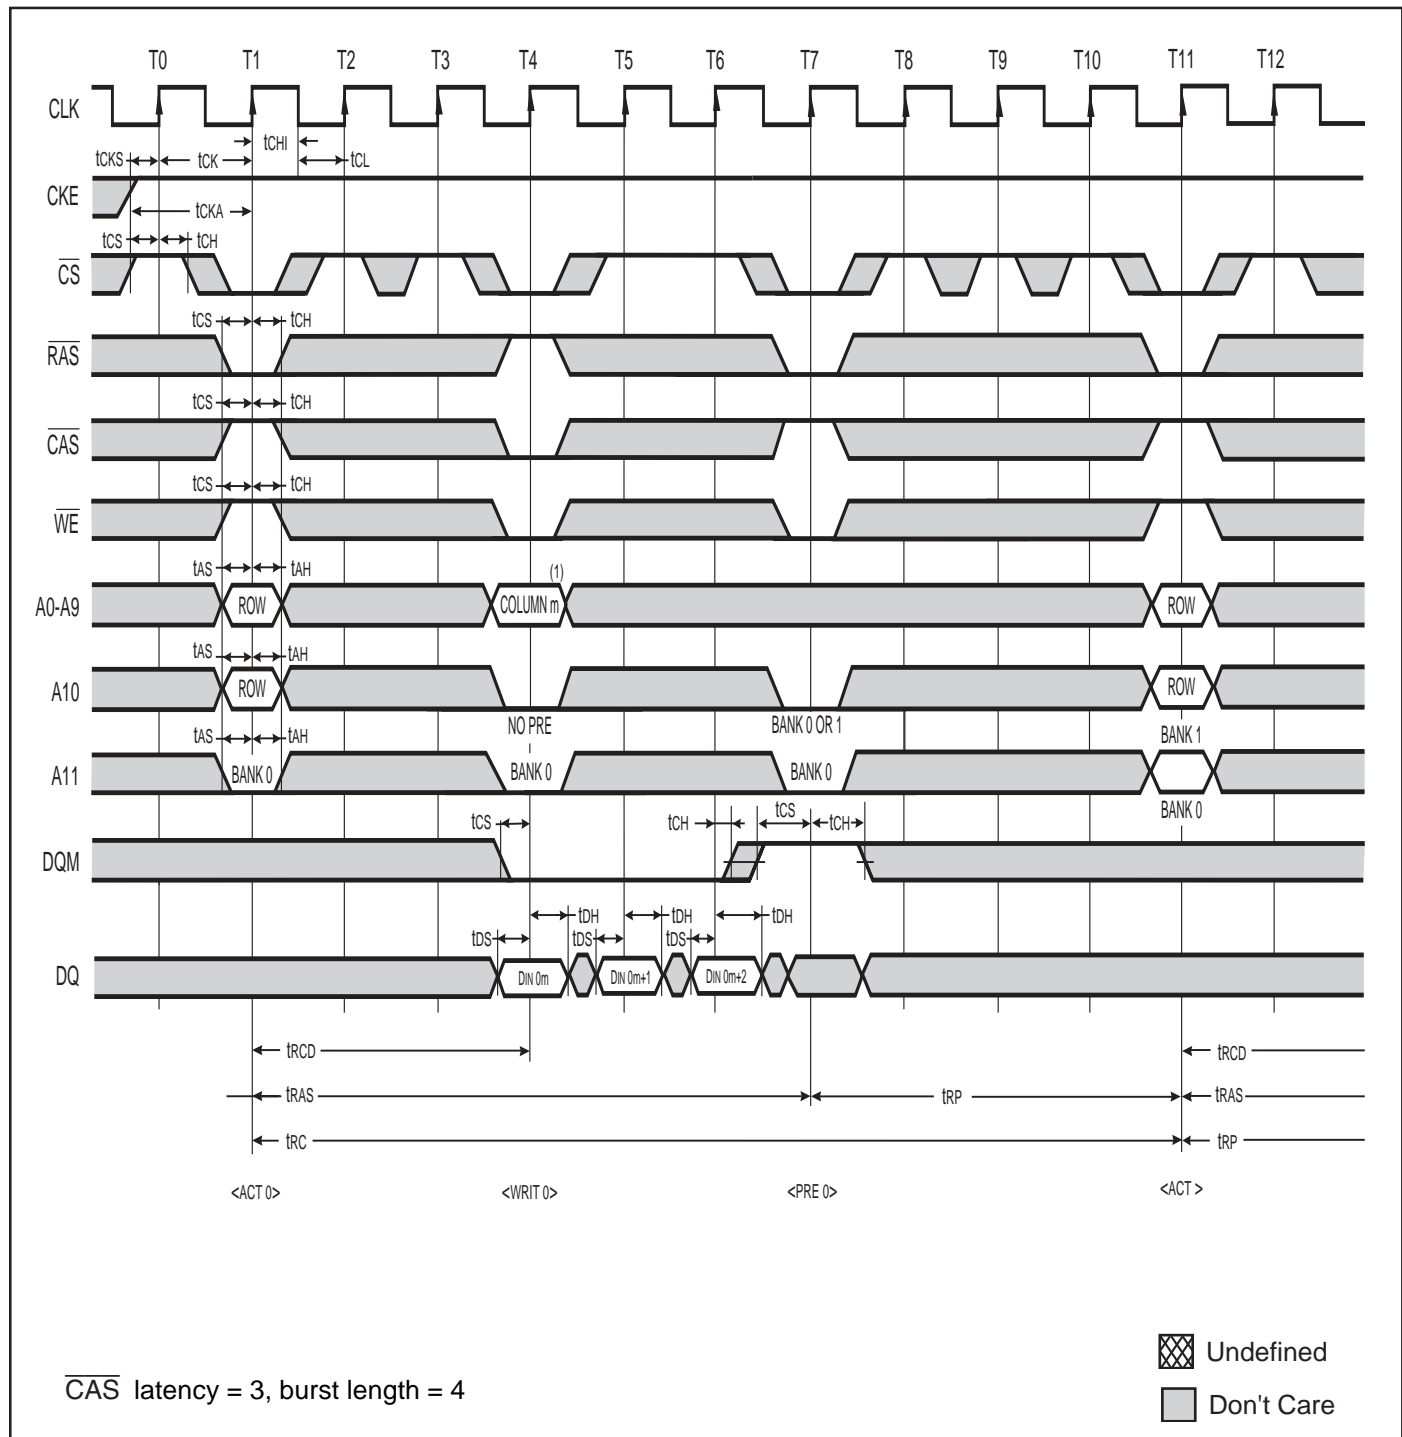 T0 T1 T2 T3 T4 T5 T6 T7 T8 T9 T10 T11 T12
CLK
tCHI
tCKS tCK tCL
CKE
tCKA
tCS tCH
CS
tCS tCH
RAS
tCS tCH
CAS
tCS tCH
WE
tAS tAH (1)
A0-A9 ROW COLUMN m ROW
tAS tAH
A10 ROW ROW
NO PRE BANK 0 OR 1 BANK 1
tAS tAH
A11 BANK 0 BANK 0 BANK 0
BANK 0
tCS tCH tCS tCH
DQM
tDH tDH tDH
tDS tDS tDS
DQ DIN 0m DIN 0m+1 DIN 0m+2
tRCD tRCD
tRAS tRP tRAS
tRC tRP
<ACT 0> <WRIT 0> <PRE 0> <ACT >
Undefined
CAS latency = 3, burst length = 4
Don't Care